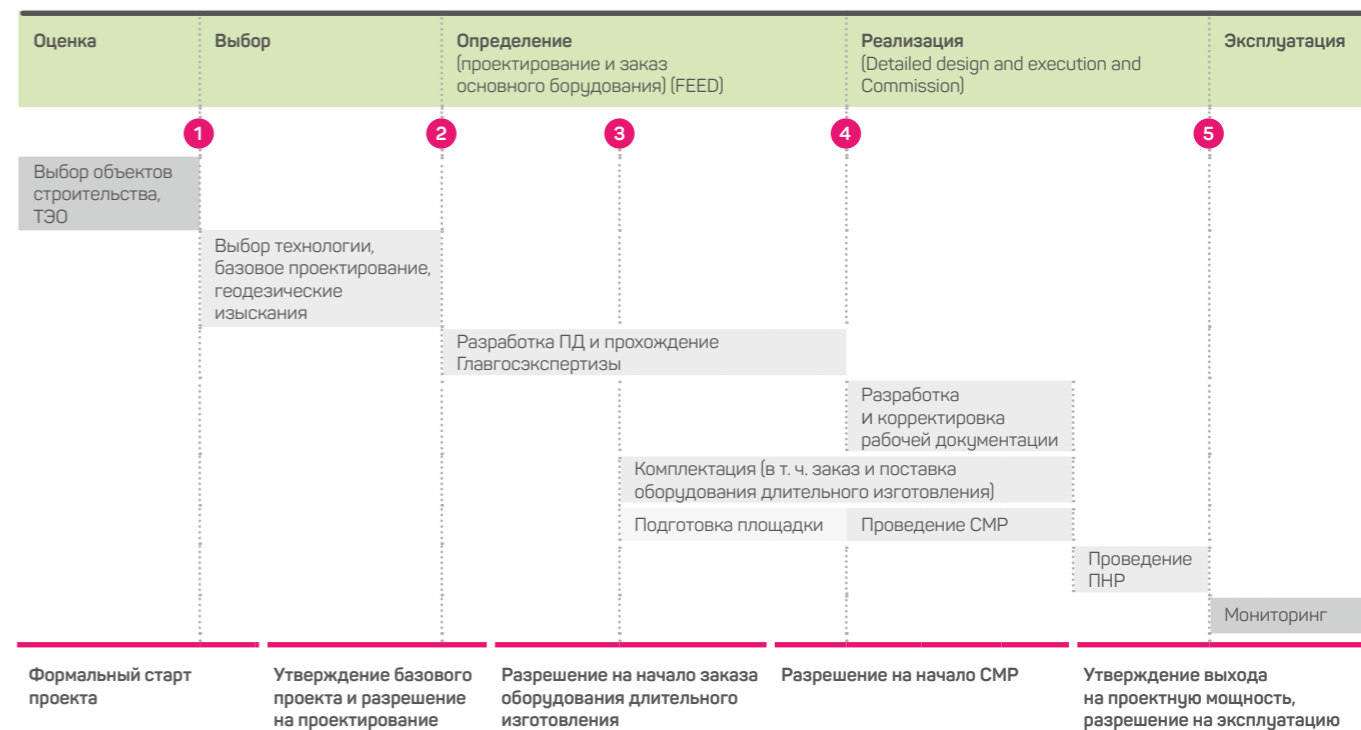 Оценка
Выбор
Определение
(проектирование и заказ
основного борудования) (FEED)
Реализация
(Detailed design and execution and
Commission)
Эксплуатация
1
2
3
4
5
Выбор объектов
строительства,
ТЭО
Выбор технологии,
базовое проектирование,
геодезические
изыскания
Разработка ПД и прохождение
Главгосэкспертизы
Разработка
и корректировка
рабочей документации
Комплектация (в т. ч. заказ и поставка
оборудования длительного изготовления)
Подготовка площадки
Проведение СМР
Проведение
ПНР
Мониторинг
Формальный старт
проекта
Утверждение базового
проекта и разрешение
на проектирование
Разрешение на начало заказа
оборудования длительного
изготовления
Разрешение на начало СМР
Утверждение выхода
на проектную мощность,
разрешение на эксплуатацию